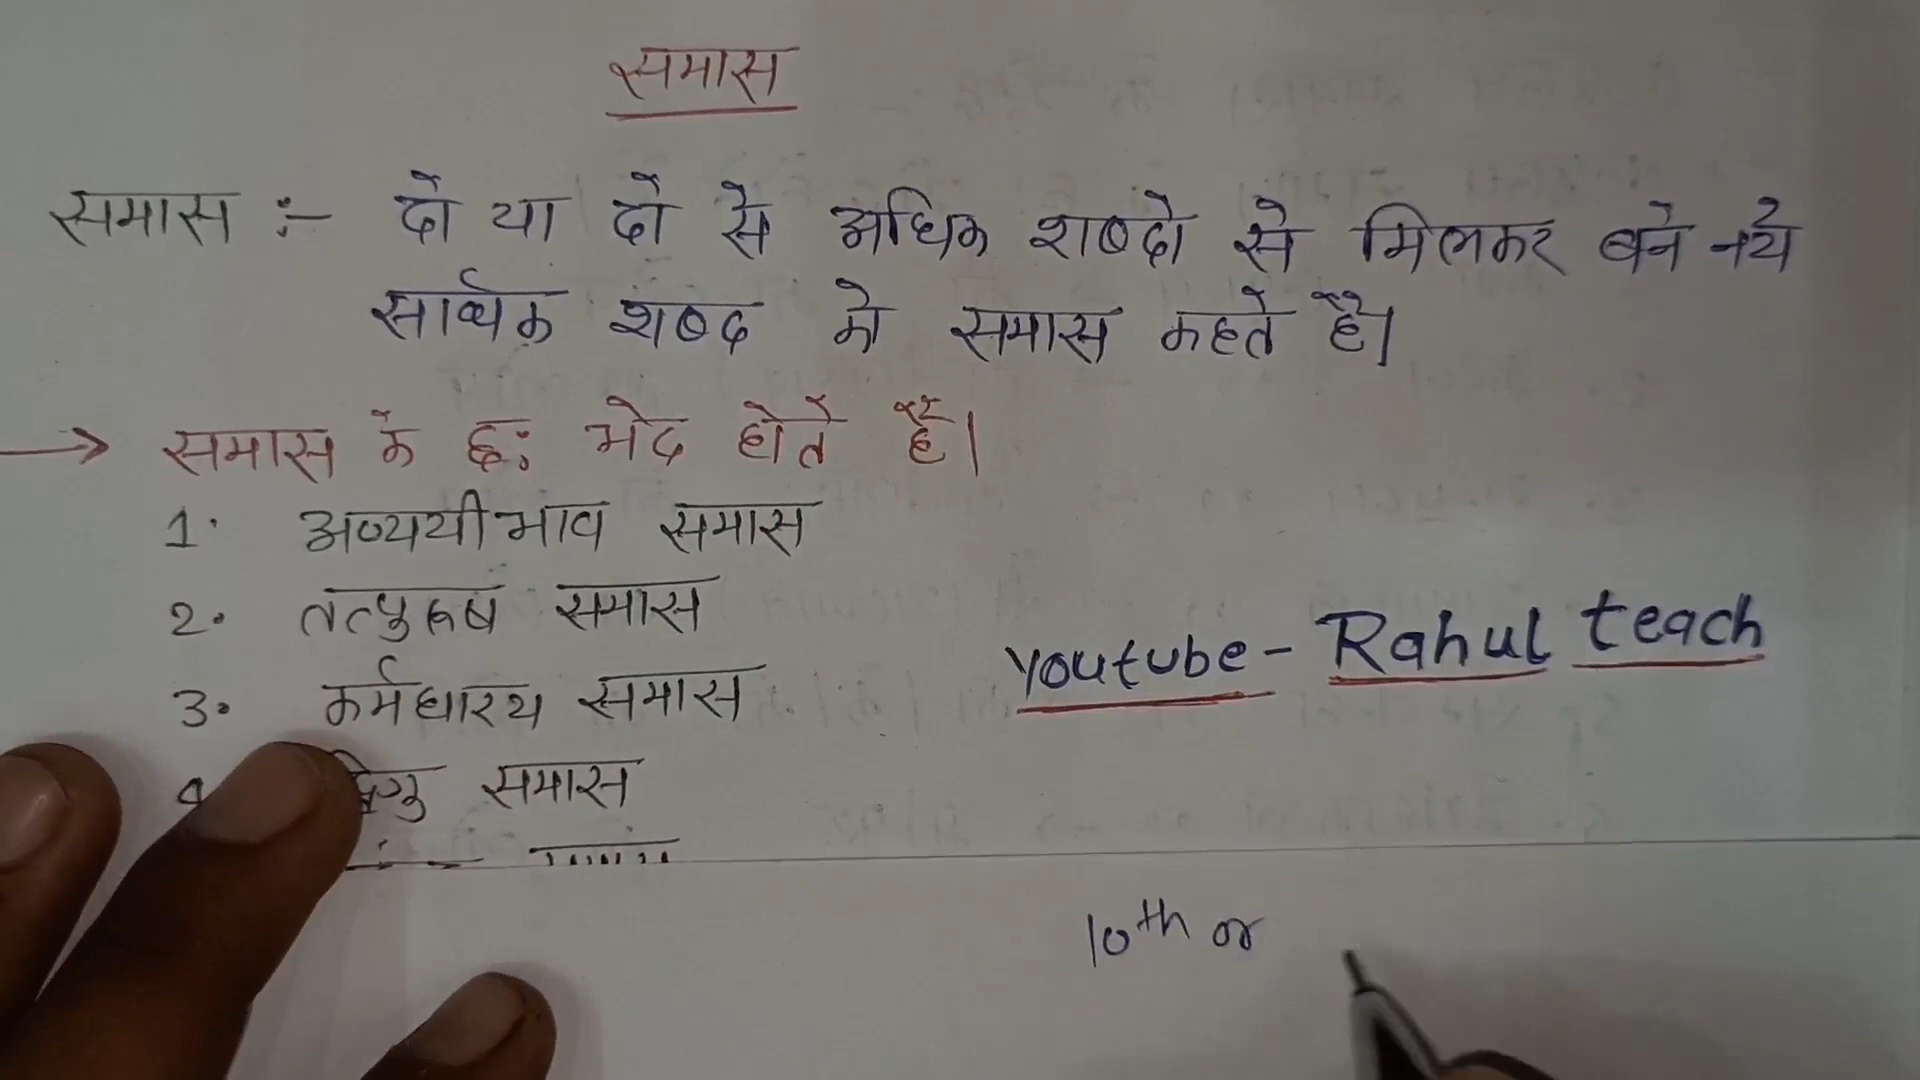 समास
समास :- दो या दो से अधिक शब्दो से मिलकर बने नये
सार्थक शब्द को समास कहते हैं।
→ समास के छ: भेद होते हैं।
1. अव्ययीभाव समास
2. तत्पुरूष समास
3. कर्मधारय समास
youtube - Rahul teach
4 द्विगु समास
10th or